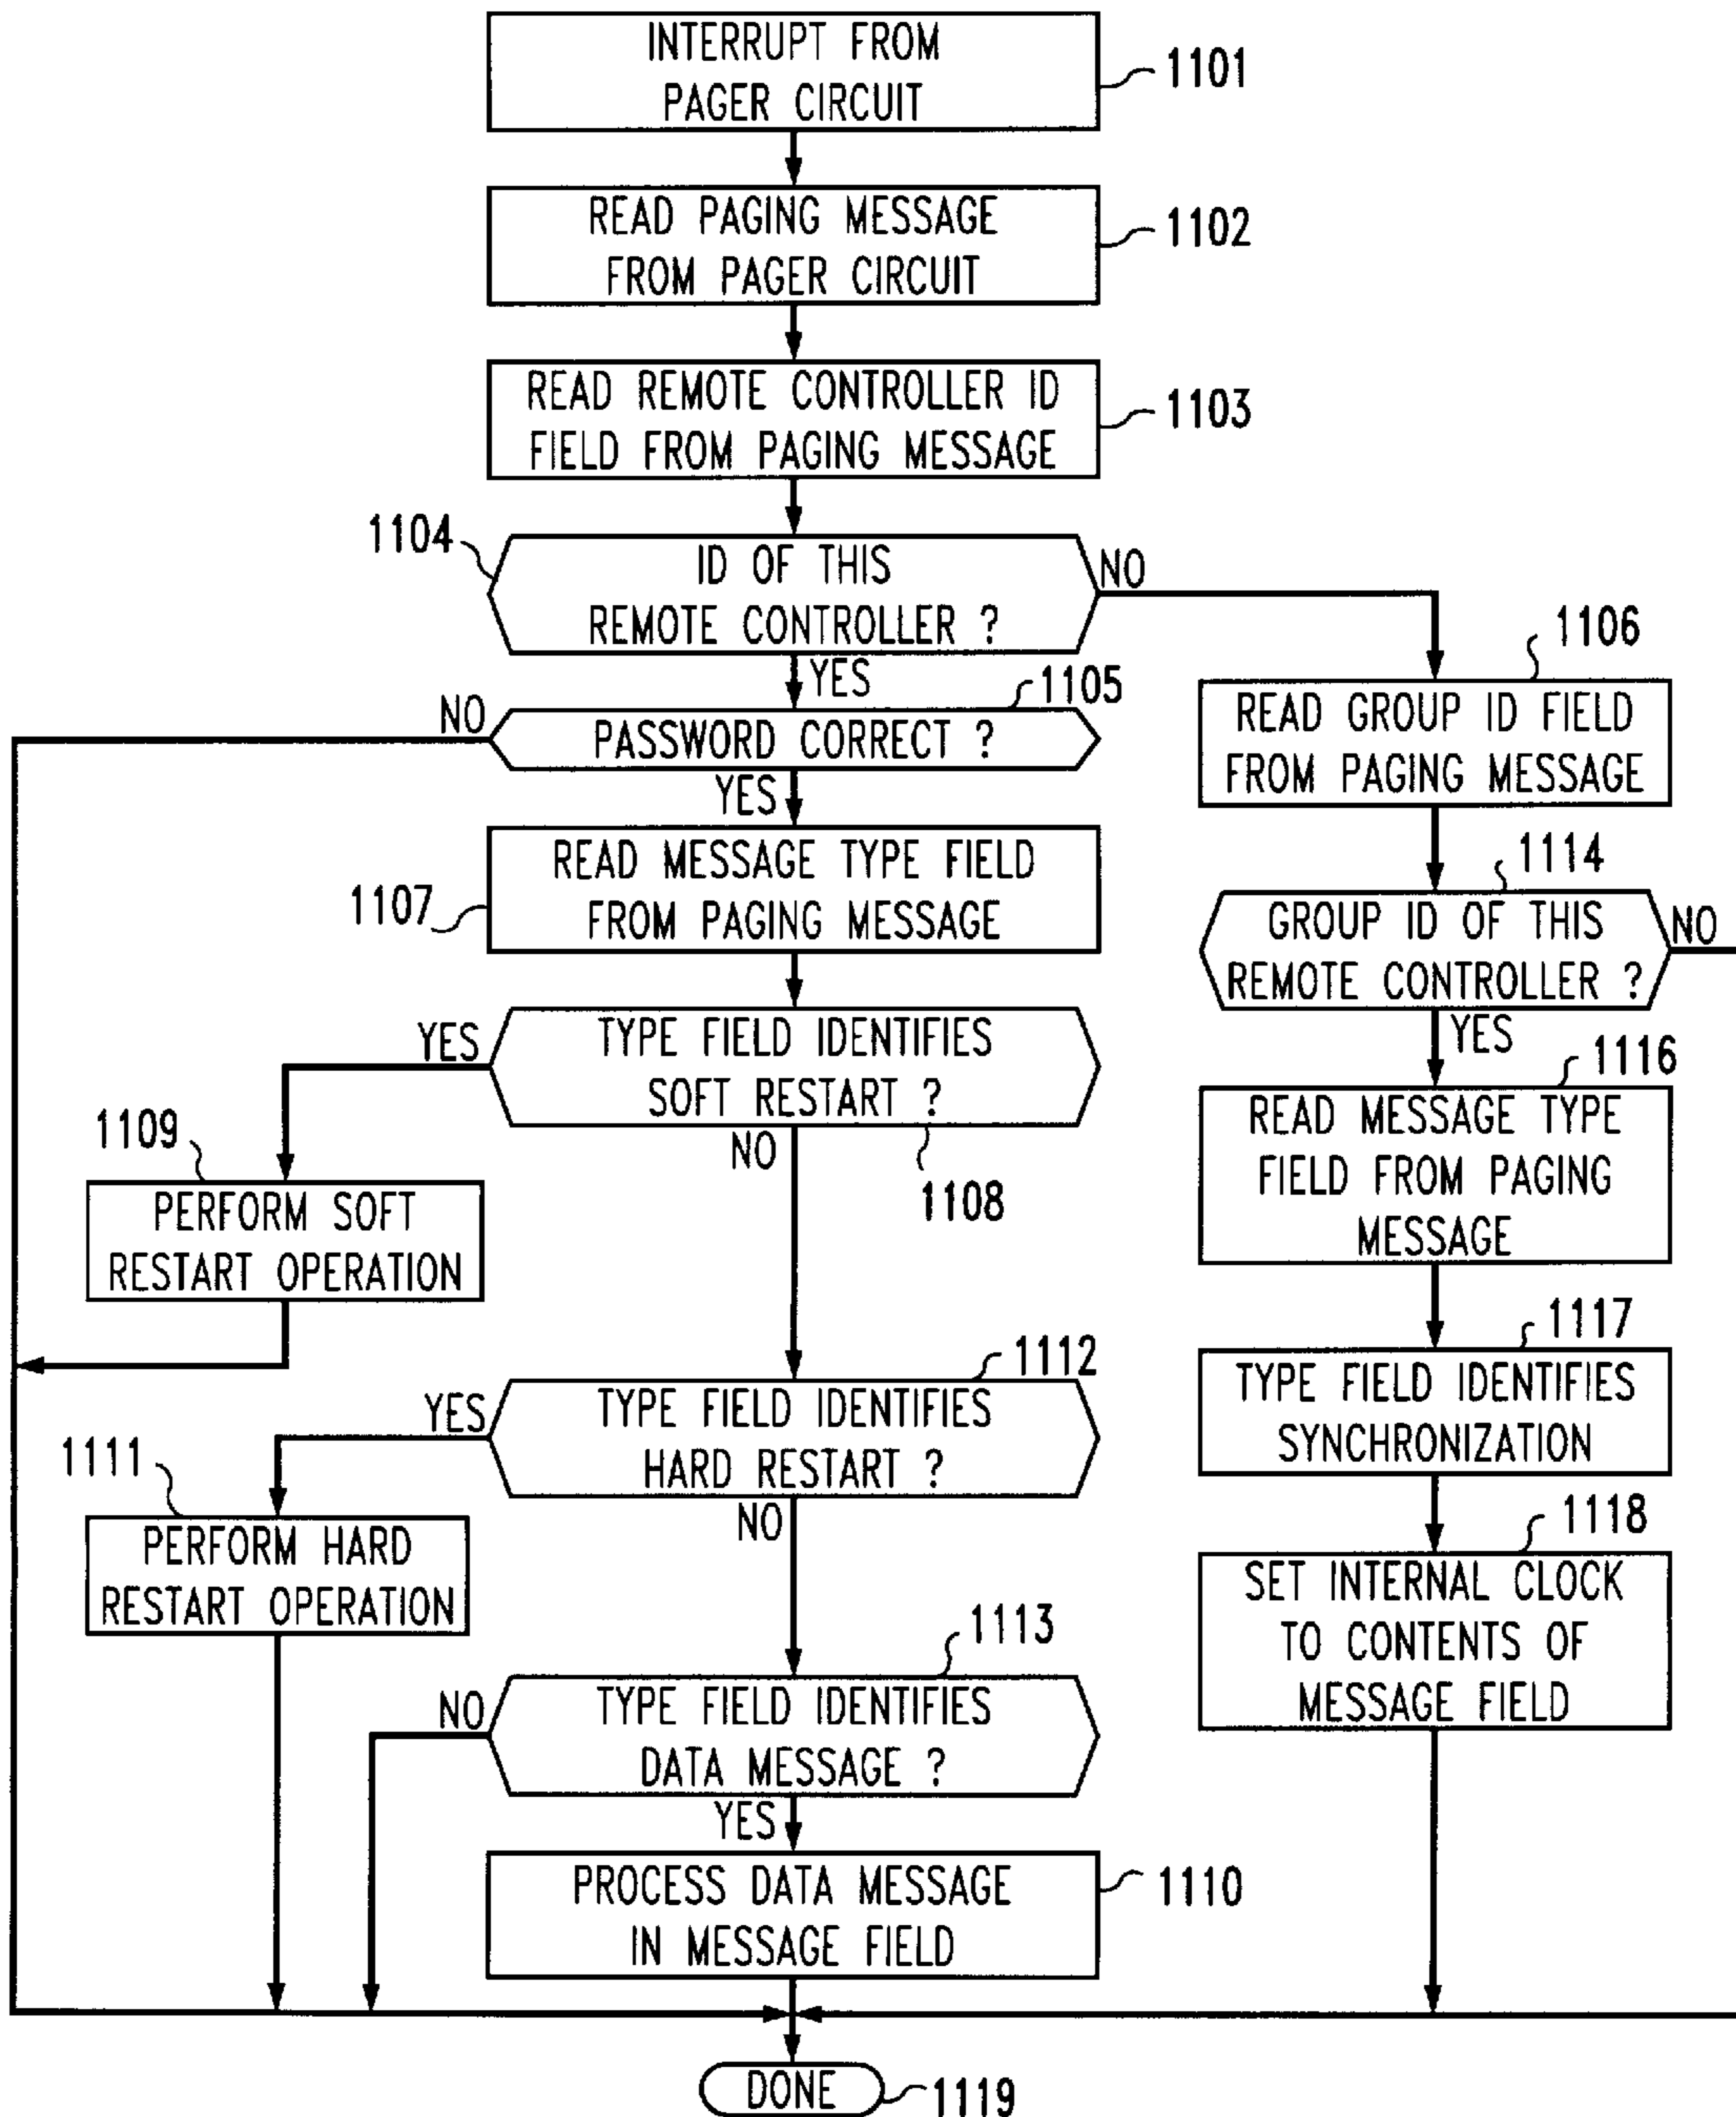 INTERRUPT FROM
PAGER CIRCUIT
1101
READ PAGING MESSAGE
FROM PAGER CIRCUIT
1102
READ REMOTE CONTROLLER ID
FIELD FROM PAGING MESSAGE
1103
1104
ID OF THIS
REMOTE CONTROLLER ?
NO
YES
1106
READ GROUP ID FIELD
FROM PAGING MESSAGE
1105
NO
PASSWORD CORRECT ?
YES
1107
READ MESSAGE TYPE FIELD
FROM PAGING MESSAGE
1114
GROUP ID OF THIS
REMOTE CONTROLLER ?
NO
YES
YES
TYPE FIELD IDENTIFIES
SOFT RESTART ?
NO
1108
1116
READ MESSAGE TYPE
FIELD FROM PAGING
MESSAGE
1109
PERFORM SOFT
RESTART OPERATION
1117
TYPE FIELD IDENTIFIES
SYNCHRONIZATION
1112
YES
TYPE FIELD IDENTIFIES
HARD RESTART ?
NO
1111
PERFORM HARD
RESTART OPERATION
1118
SET INTERNAL CLOCK
TO CONTENTS OF
MESSAGE FIELD
1113
NO
TYPE FIELD IDENTIFIES
DATA MESSAGE ?
YES
PROCESS DATA MESSAGE
IN MESSAGE FIELD
1110
DONE
1119